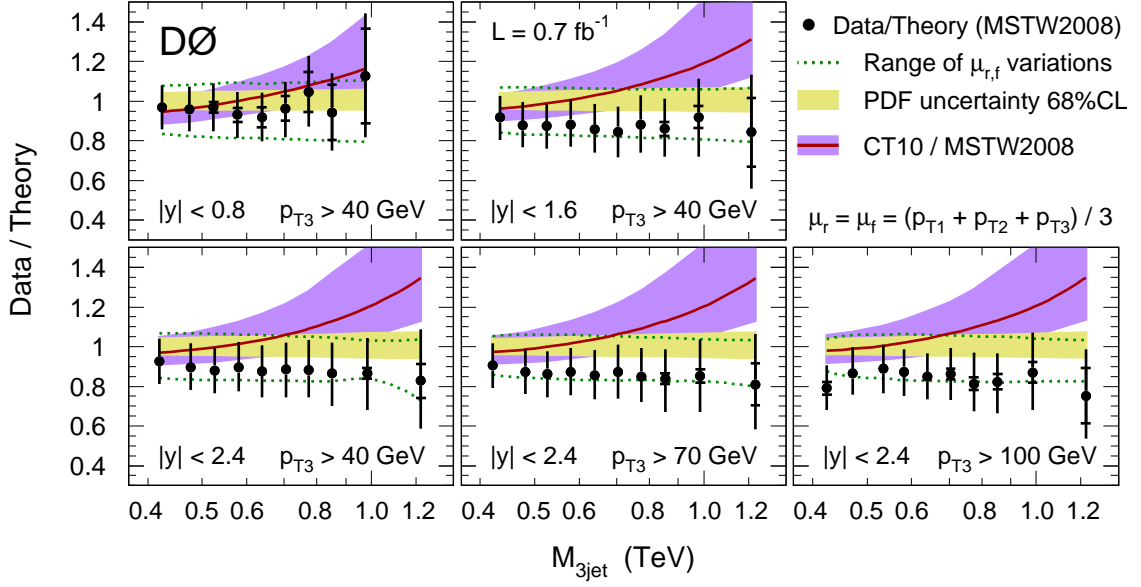 DØ
L = 0.7 fb⁻¹
Data/Theory (MSTW2008)
Range of μr,f variations
PDF uncertainty 68%CL
CT10 / MSTW2008
μr = μf = (pT1 + pT2 + pT3) / 3
1.4
1.2
1
0.8
0.6
0.4
|y| < 0.8 pT3 > 40 GeV
|y| < 1.6 pT3 > 40 GeV
Data / Theory
1.4
1.2
1
0.8
0.6
0.4
|y| < 2.4 pT3 > 40 GeV
|y| < 2.4 pT3 > 70 GeV
|y| < 2.4 pT3 > 100 GeV
0.4 0.5 0.6 0.8 1.0 1.2
0.4 0.5 0.6 0.8 1.0 1.2
0.4 0.5 0.6 0.8 1.0 1.2
M3jet (TeV)